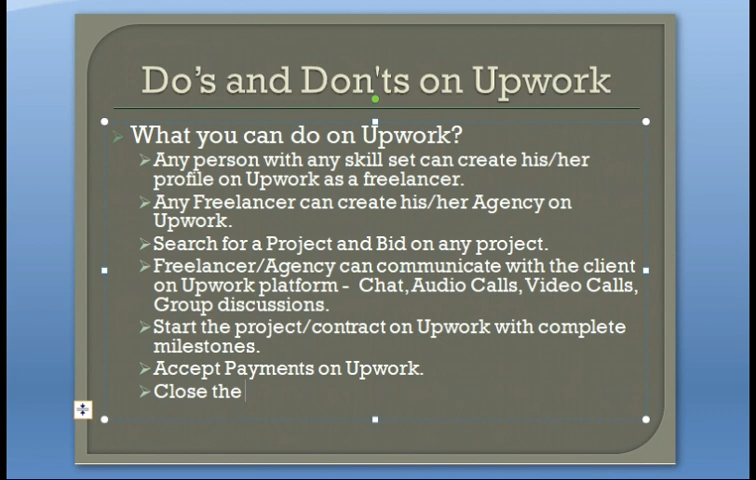 Do's and Don'ts on Upwork
What you can do on Upwork?
Any person with any skill set can create his/her
profile on Upwork as a freelancer.
Any Freelancer can create his/her Agency on
Upwork.
Search for a Project and Bid on any project.
Freelancer/Agency can communicate with the client
on Upwork platform - Chat, Audio Calls, Video Calls,
Group discussions.
Start the project/contract on Upwork with complete
milestones.
Accept Payments on Upwork.
Close the